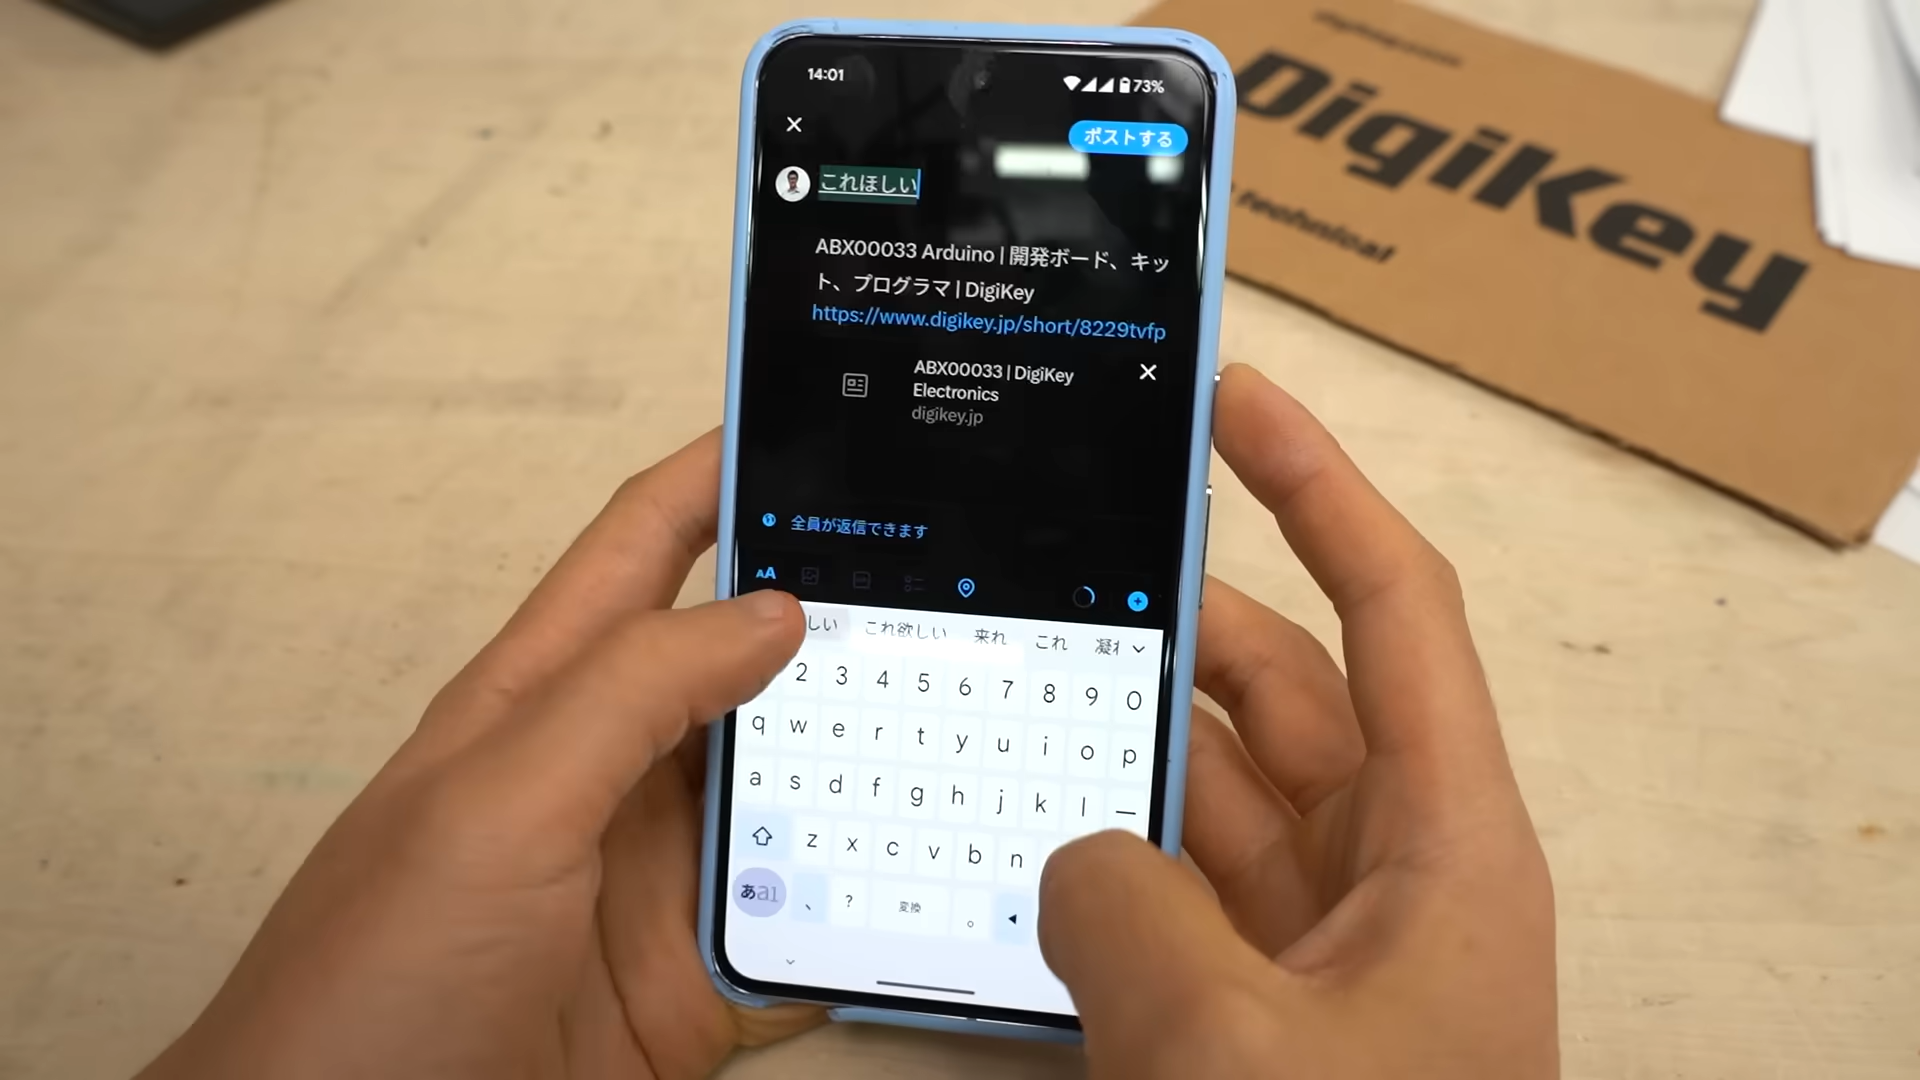 14:01
73%
ポストする
これほしい
ABX00033 Arduino | 開発ボード、キッ
ト、プログラマ | DigiKey
https://www.digikey.jp/short/8229tvfp
ABX00033 | DigiKey
Electronics
digikey.jp
全員が返信できます
AA
しい これ欲しい 来れ これ
2 3 4 5 6 7 8 9 0
q w e r t y u i o p
a s d f g h j k l ー
z x c v b n
あa1 、 ? 変換 。
DigiKey
technical